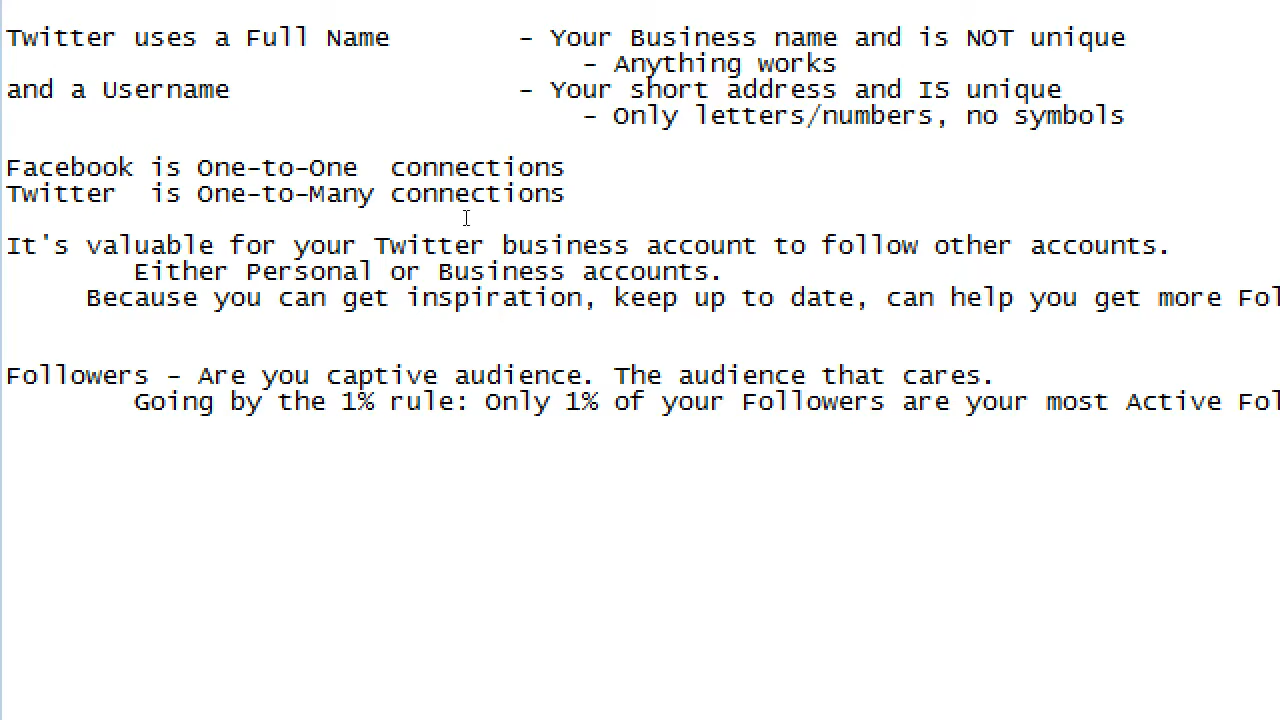 Twitter uses a Full Name - Your Business name and is NOT unique
- Anything works
and a Username - Your short address and IS unique
- Only letters/numbers, no symbols
Facebook is One-to-One connections
Twitter is One-to-Many connections
It's valuable for your Twitter business account to follow other accounts.
Either Personal or Business accounts.
Because you can get inspiration, keep up to date, can help you get more Fol
Followers - Are you captive audience. The audience that cares.
Going by the 1% rule: Only 1% of your Followers are your most Active Fol